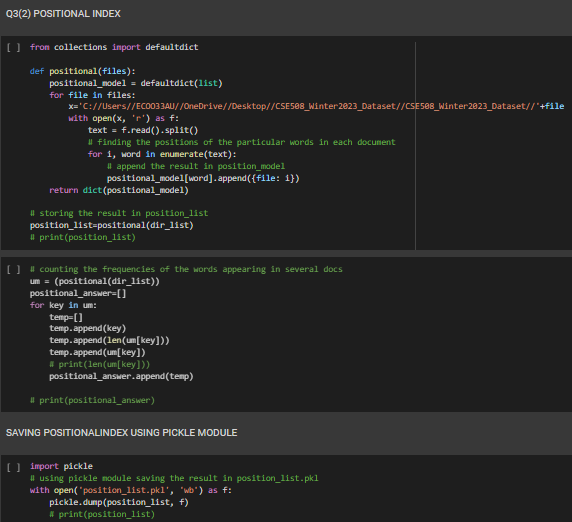 Q3(2) POSITIONAL INDEX
[ ] from collections import defaultdict
def positional(files):
positional_model = defaultdict(list)
for file in files:
x='C://Users//ECOO33AU//OneDrive//Desktop//CSE508_Winter2023_Dataset//CSE508_Winter2023_Dataset//'+file
with open(x, 'r') as f:
text = f.read().split()
# finding the positions of the particular words in each document
for i, word in enumerate(text):
# append the result in position_model
positional_model[word].append({file: i})
return dict(positional_model)
# storing the result in position_list
position_list=positional(dir_list)
# print(position_list)
[ ] # counting the frequencies of the words appearing in several docs
um = (positional(dir_list))
positional_answer=[]
for key in um:
temp=[]
temp.append(key)
temp.append(len(um[key]))
temp.append(um[key])
# print(len(um[key]))
positional_answer.append(temp)
# print(positional_answer)
SAVING POSITIONALINDEX USING PICKLE MODULE
[ ] import pickle
# using pickle module saving the result in position_list.pkl
with open('position_list.pkl', 'wb') as f:
pickle.dump(position_list, f)
# print(position_list)